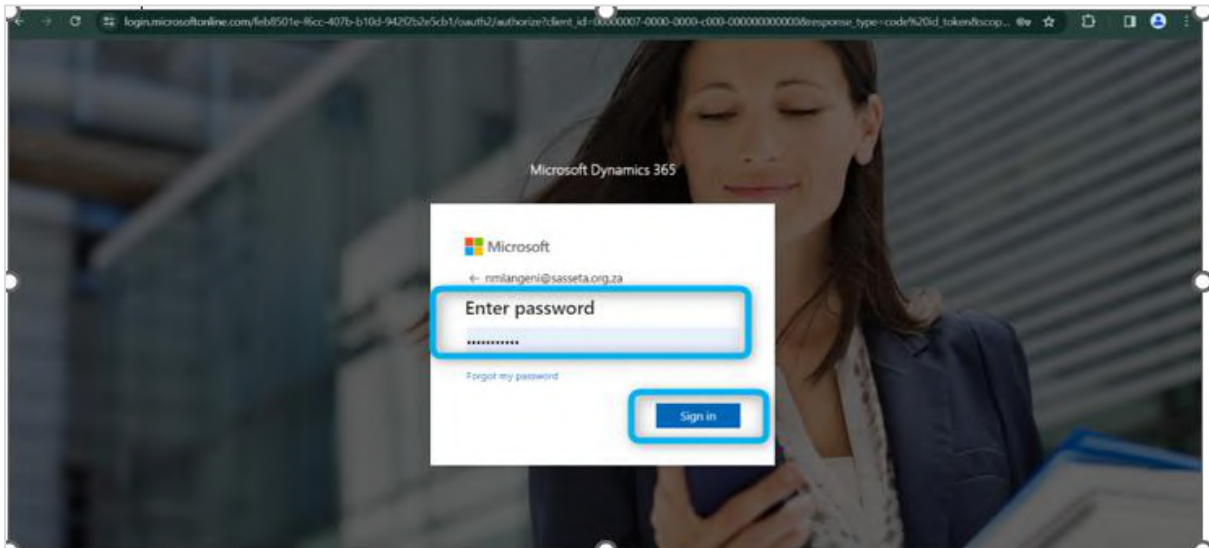 login.microsoftonline.com/feb8501e-f6cc-407b-b10d-942f2b2e5cb1/oauth2/authorize?client_id=00000007-0000-0000-c000-000000000000&response_type=code%20id_token&scop...
Microsoft Dynamics 365
Microsoft
← nmlangeni@sasseta.org.za
Enter password
•••••••••••
Forgot my password
Sign in